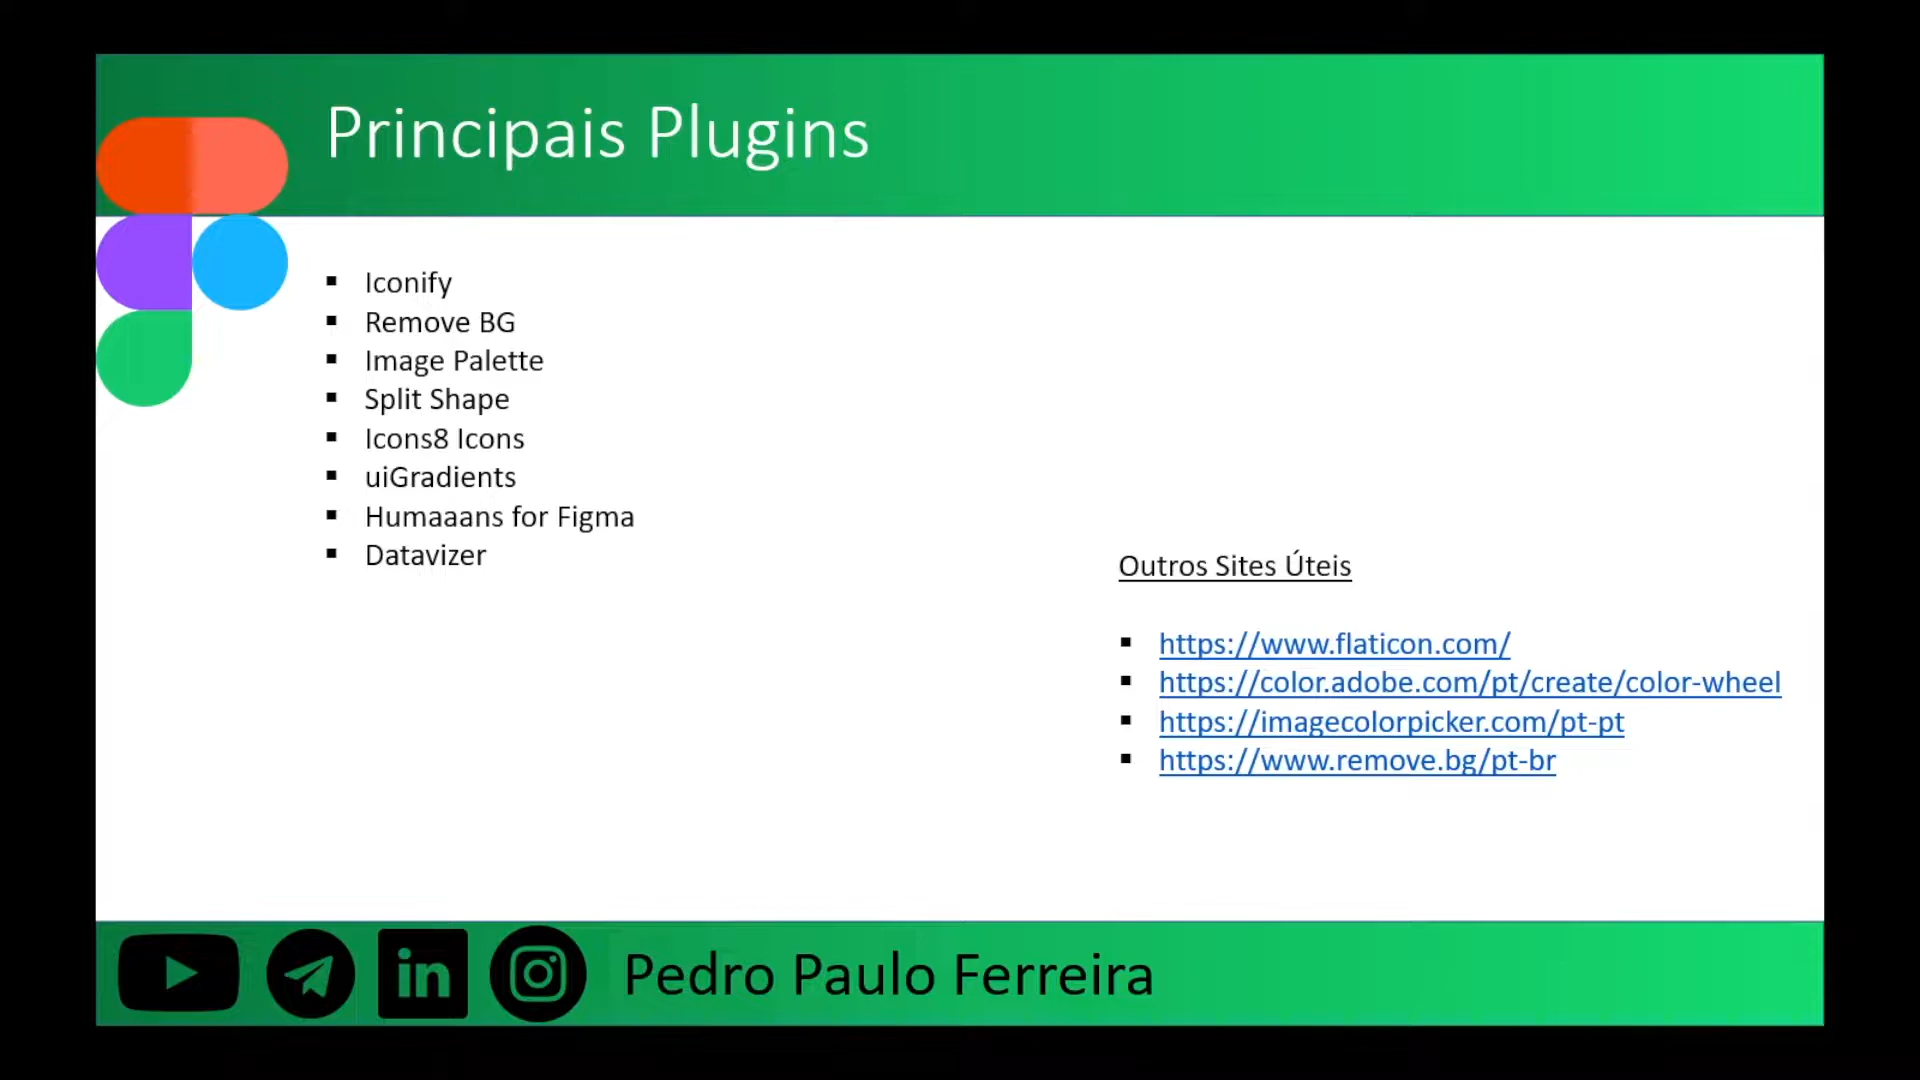 Principais Plugins
Iconify
Remove BG
Image Palette
Split Shape
Icons8 Icons
uiGradients
Humaaans for Figma
Datavizer
Outros Sites Úteis
https://www.flaticon.com/
https://color.adobe.com/pt/create/color-wheel
https://imagecolorpicker.com/pt-pt
https://www.remove.bg/pt-br
in
Pedro Paulo Ferreira